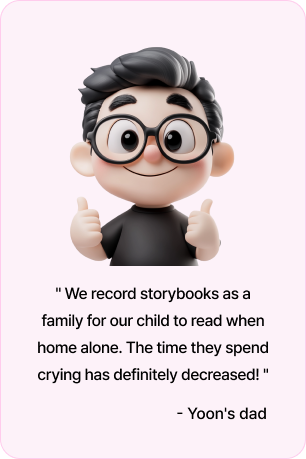 " We record storybooks as a
family for our child to read when
home alone. The time they spend
crying has definitely decreased! "
- Yoon's dad